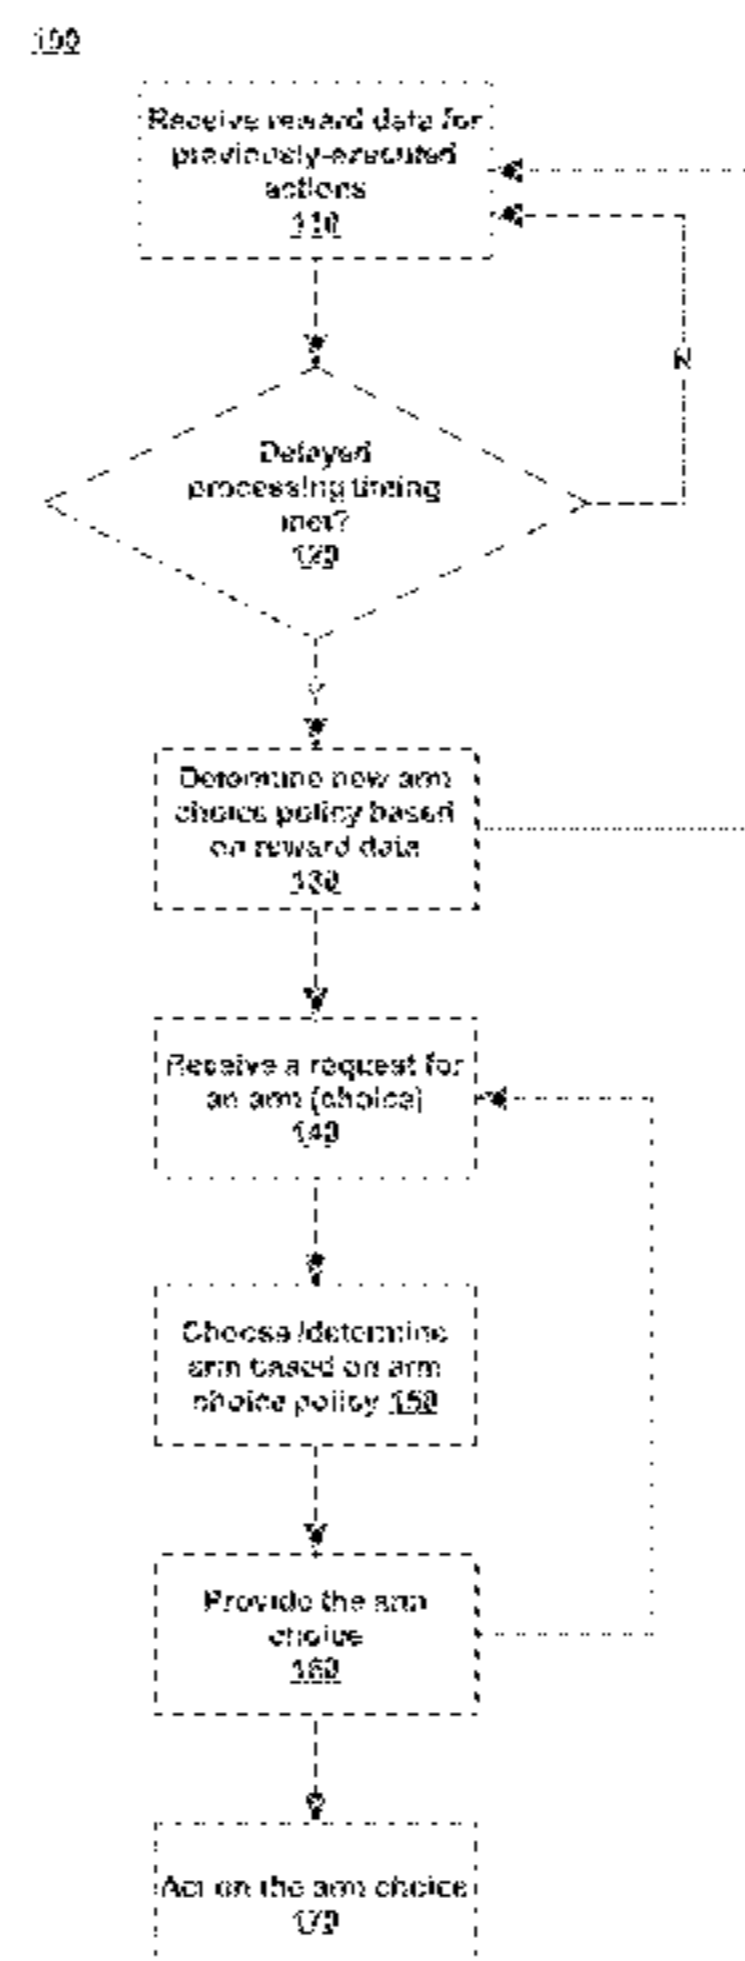 100
Receive reward data for
previously-executed
actions
110
N
Delayed
processing timing
met?
120
Y
Determine new arm
choice policy based
on reward data
130
Receive a request for
an arm (choice)
140
Choose/determine
arm based on arm
choice policy 150
Provide the arm
choice
160
Act on the arm choice
170